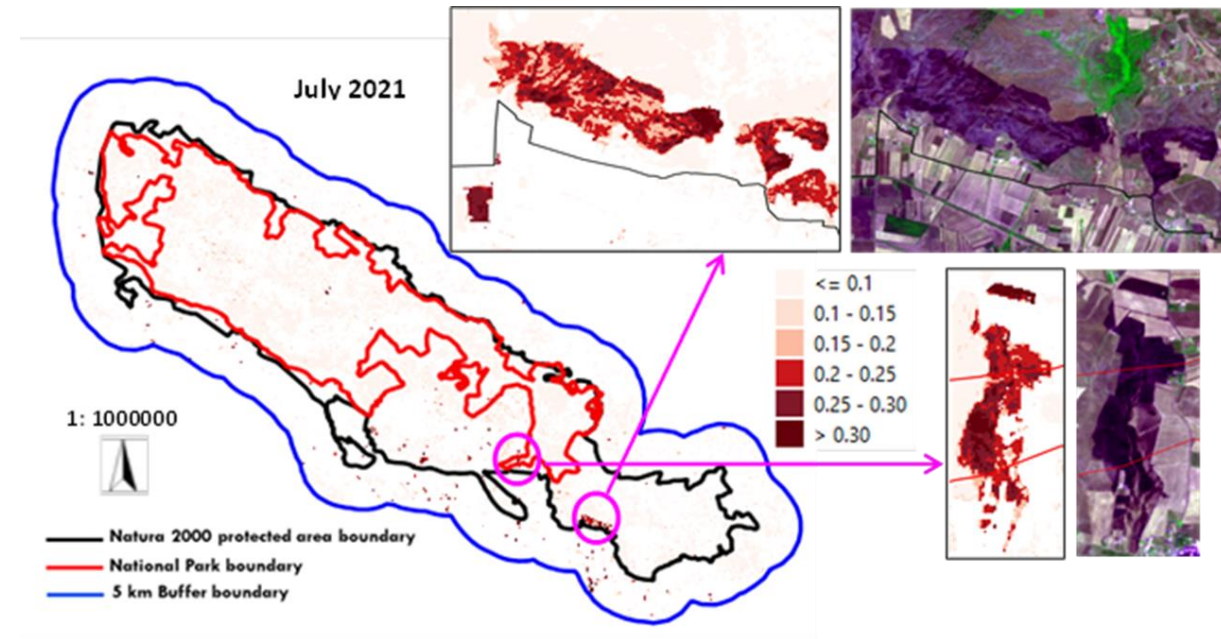 July 2021
<= 0.1
0.1 - 0.15
0.15 - 0.2
0.2 - 0.25
0.25 - 0.30
> 0.30
1: 1000000
Natura 2000 protected area boundary
National Park boundary
5 km Buffer boundary